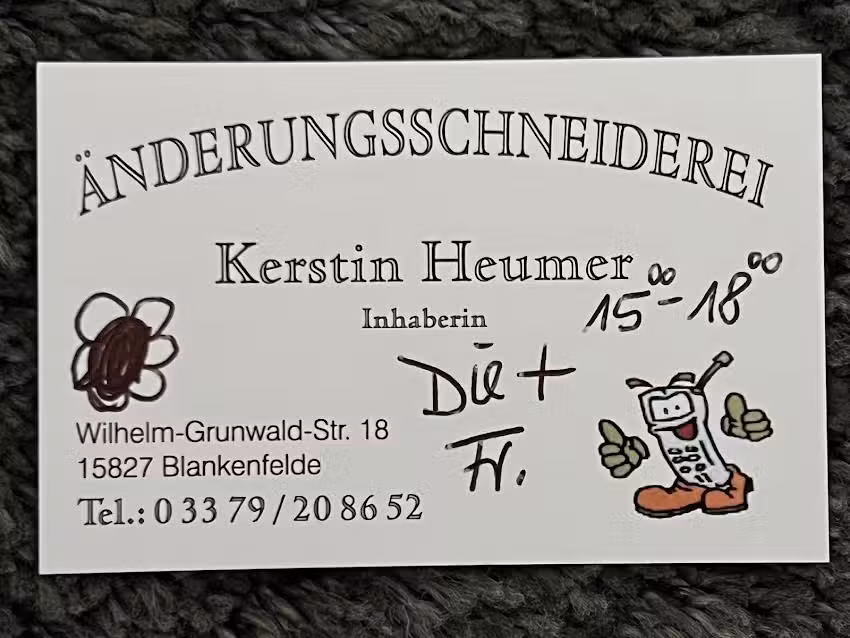 ÄNDERUNGSSCHNEIDEREI
Kerstin Heumer
Inhaberin
15⁰⁰-18⁰⁰
Die +
Fr.
Wilhelm-Grunwald-Str. 18
15827 Blankenfelde
Tel.: 0 33 79 / 20 86 52